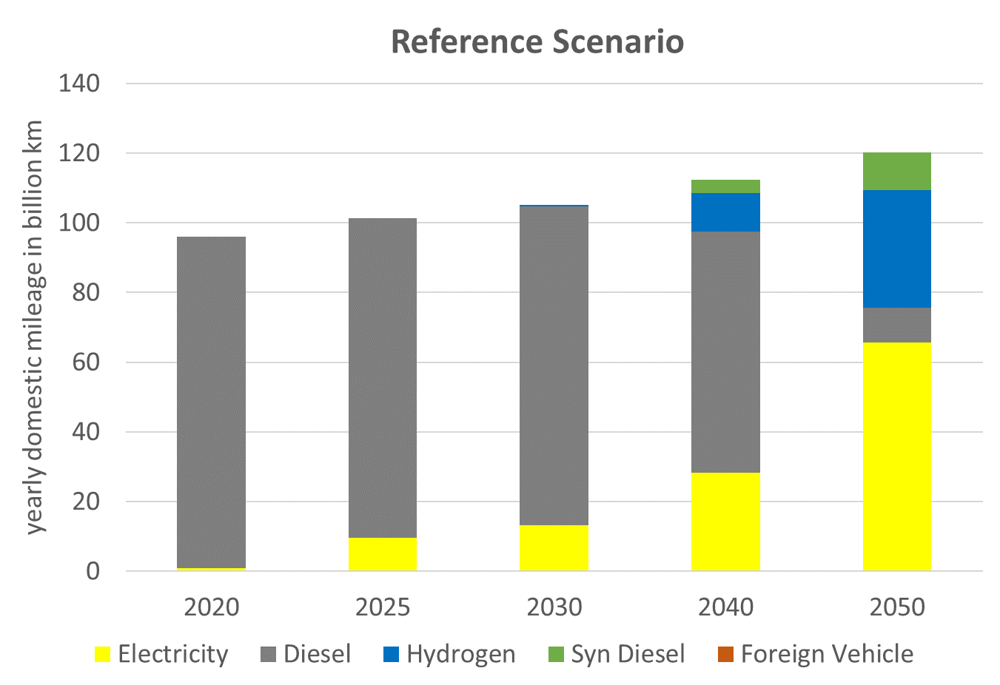 Reference Scenario
yearly domestic mileage in billion km
140
120
100
80
60
40
20
0
2020 2025 2030 2040 2050
Electricity Diesel Hydrogen Syn Diesel Foreign Vehicle